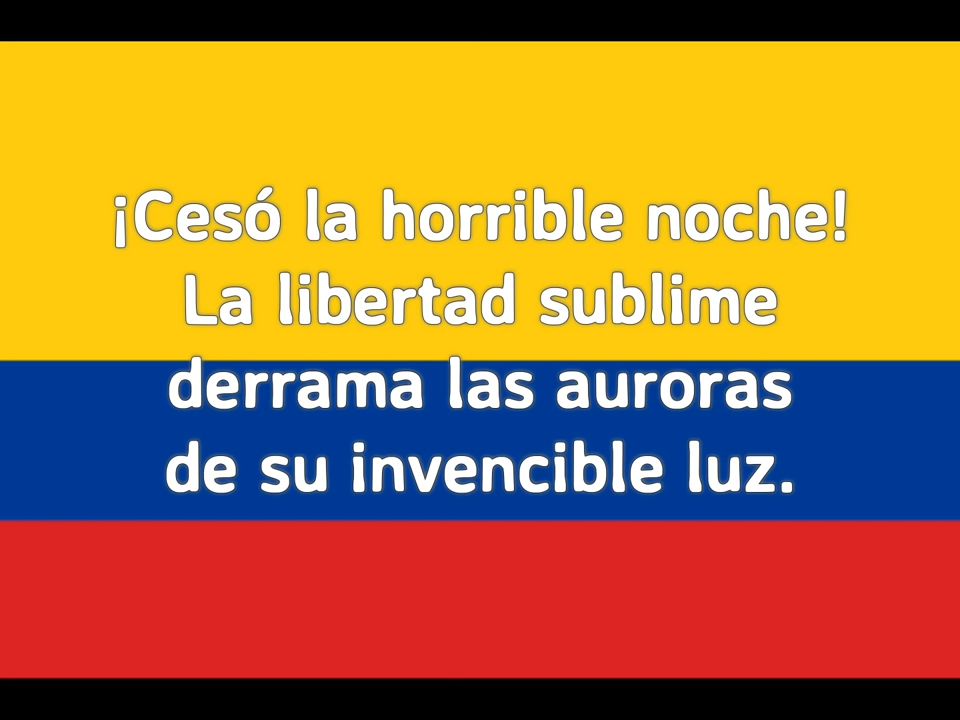 ¡Cesó la horrible noche!
La libertad sublime
derrama las auroras
de su invencible luz.